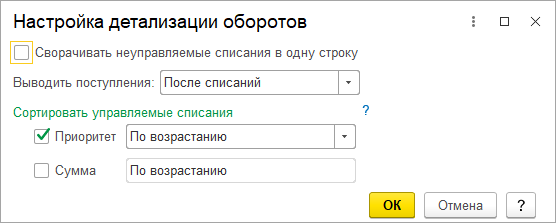 Настройка детализации оборотов
Сворачивать неуправляемые списания в одну строку
Выводить поступления: После списаний
Сортировать управляемые списания ?
Приоритет По возрастанию
Сумма По возрастанию
ОК Отмена ?